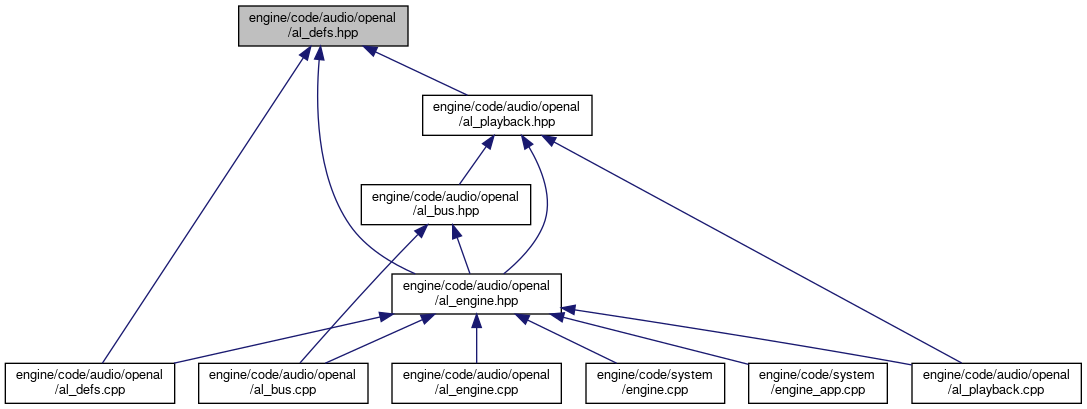 engine/code/audio/openal
/al_defs.hpp
engine/code/audio/openal
/al_playback.hpp
engine/code/audio/openal
/al_bus.hpp
engine/code/audio/openal
/al_engine.hpp
engine/code/audio/openal
/al_defs.cpp
engine/code/audio/openal
/al_bus.cpp
engine/code/audio/openal
/al_engine.cpp
engine/code/system
/engine.cpp
engine/code/system
/engine_app.cpp
engine/code/audio/openal
/al_playback.cpp